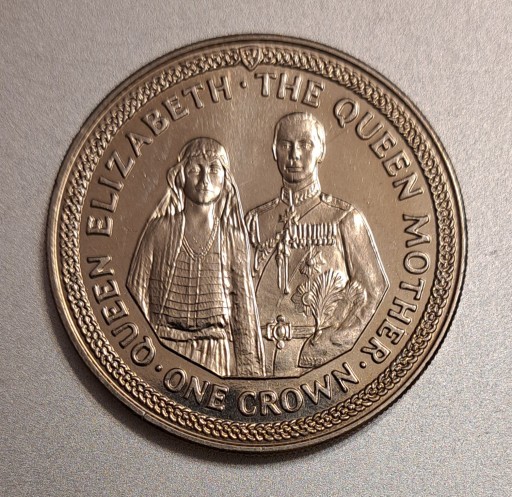 · QUEEN ELIZABETH · THE QUEEN MOTHER ·
ONE CROWN